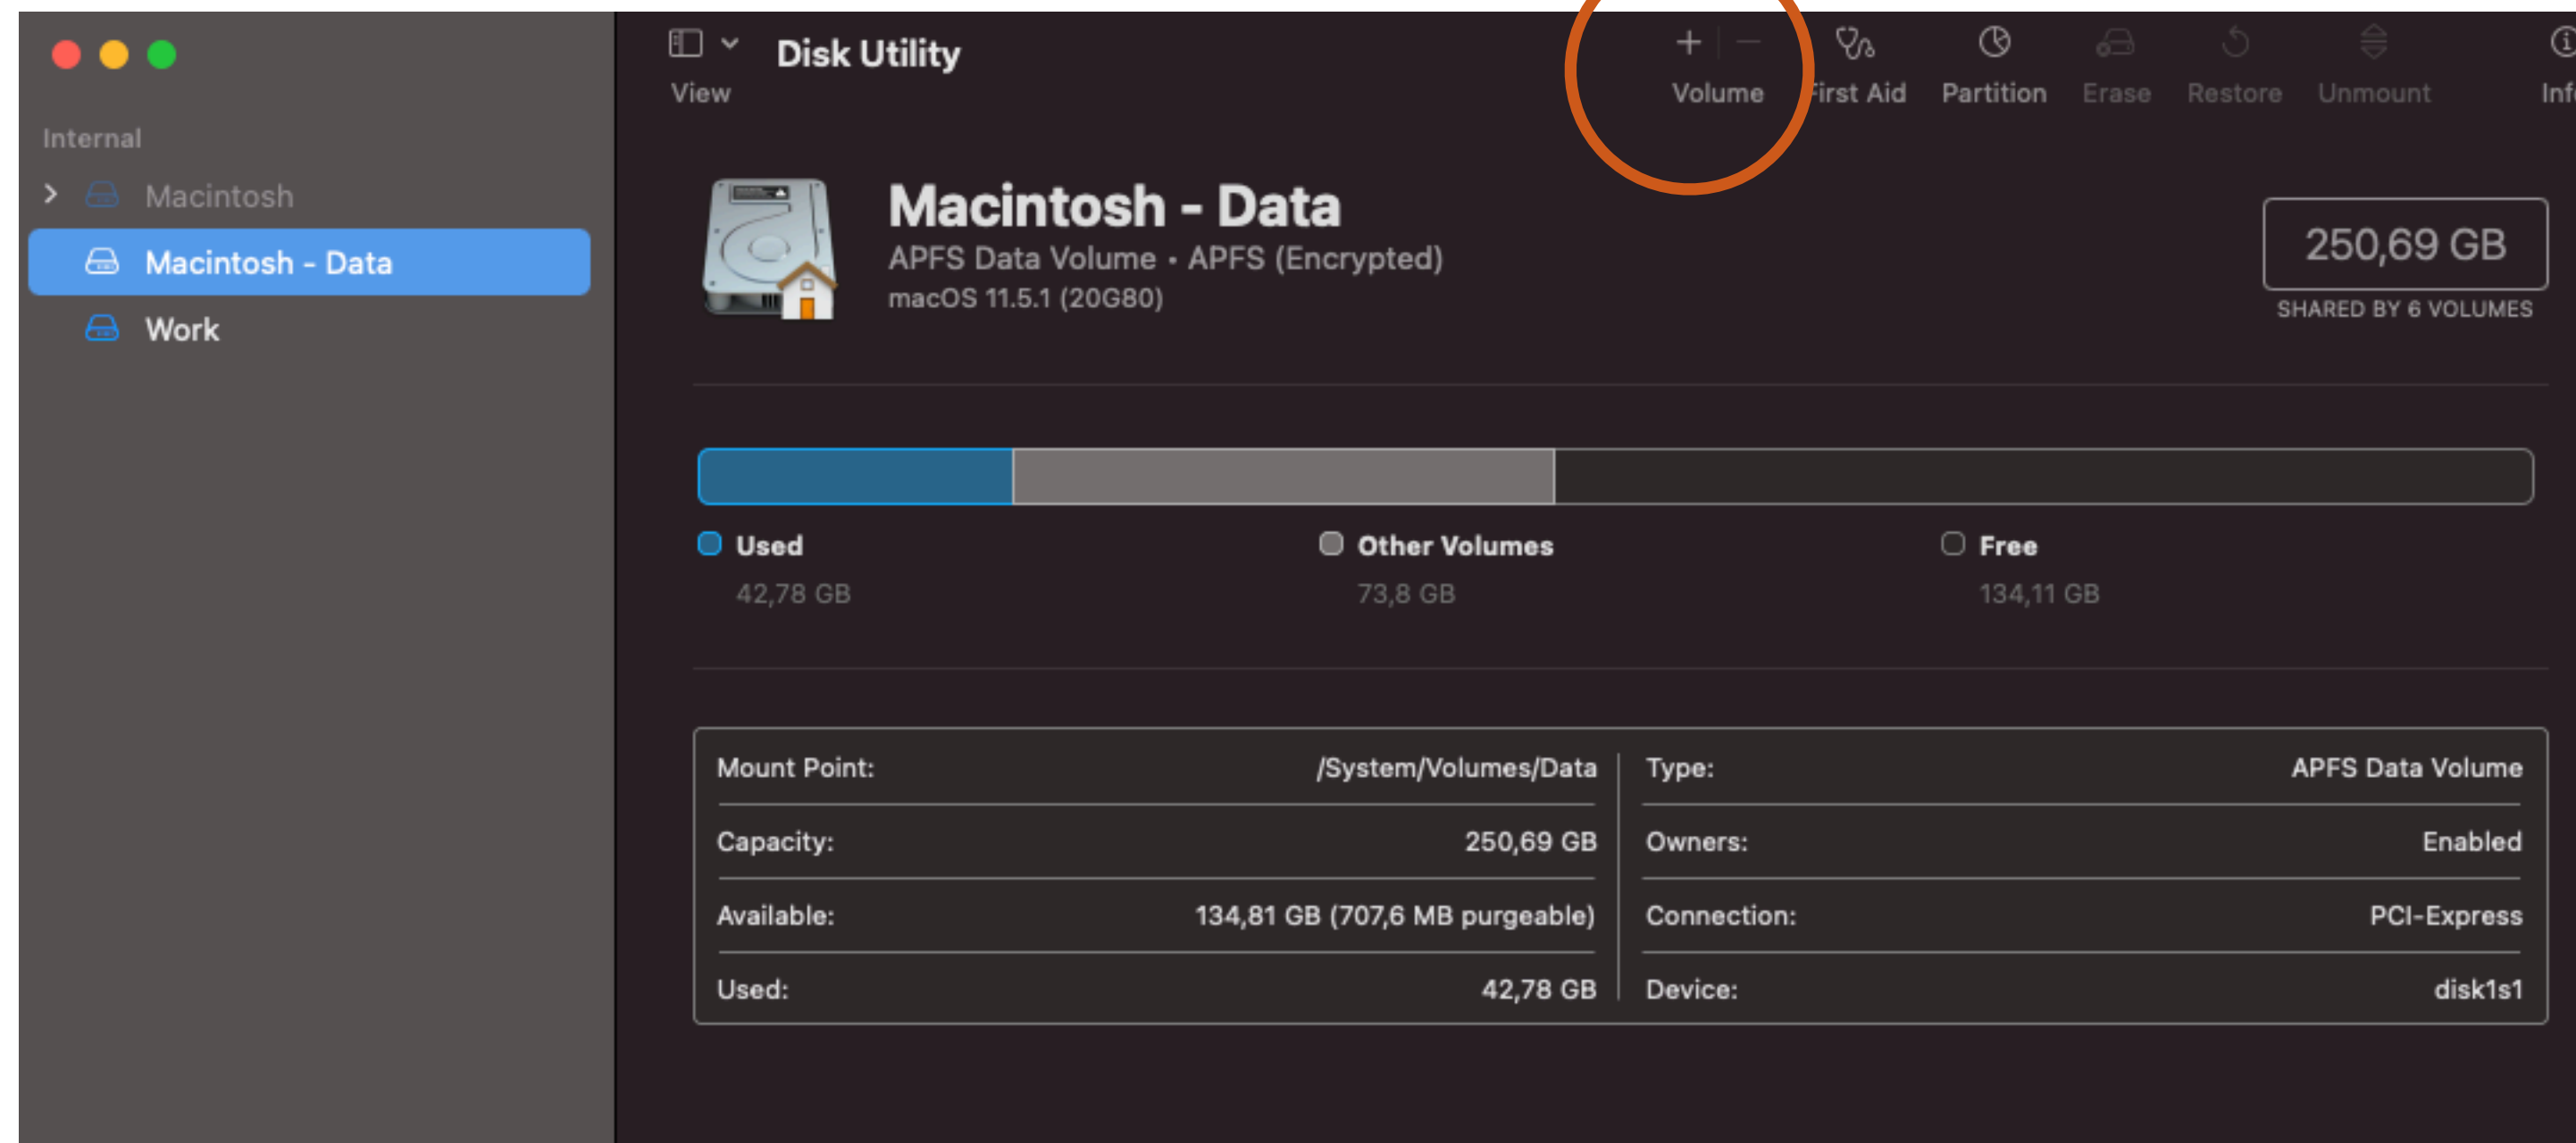 Disk Utility
View
+ −
Volume
First Aid
Partition
Erase
Restore
Unmount
Internal
Macintosh
Macintosh - Data
Work
Macintosh - Data
APFS Data Volume • APFS (Encrypted)
macOS 11.5.1 (20G80)
250,69 GB
SHARED BY 6 VOLUMES
Used
42,78 GB
Other Volumes
73,8 GB
Free
134,11 GB
Mount Point: /System/Volumes/Data
Capacity: 250,69 GB
Available: 134,81 GB (707,6 MB purgeable)
Used: 42,78 GB
Type: APFS Data Volume
Owners: Enabled
Connection: PCI-Express
Device: disk1s1